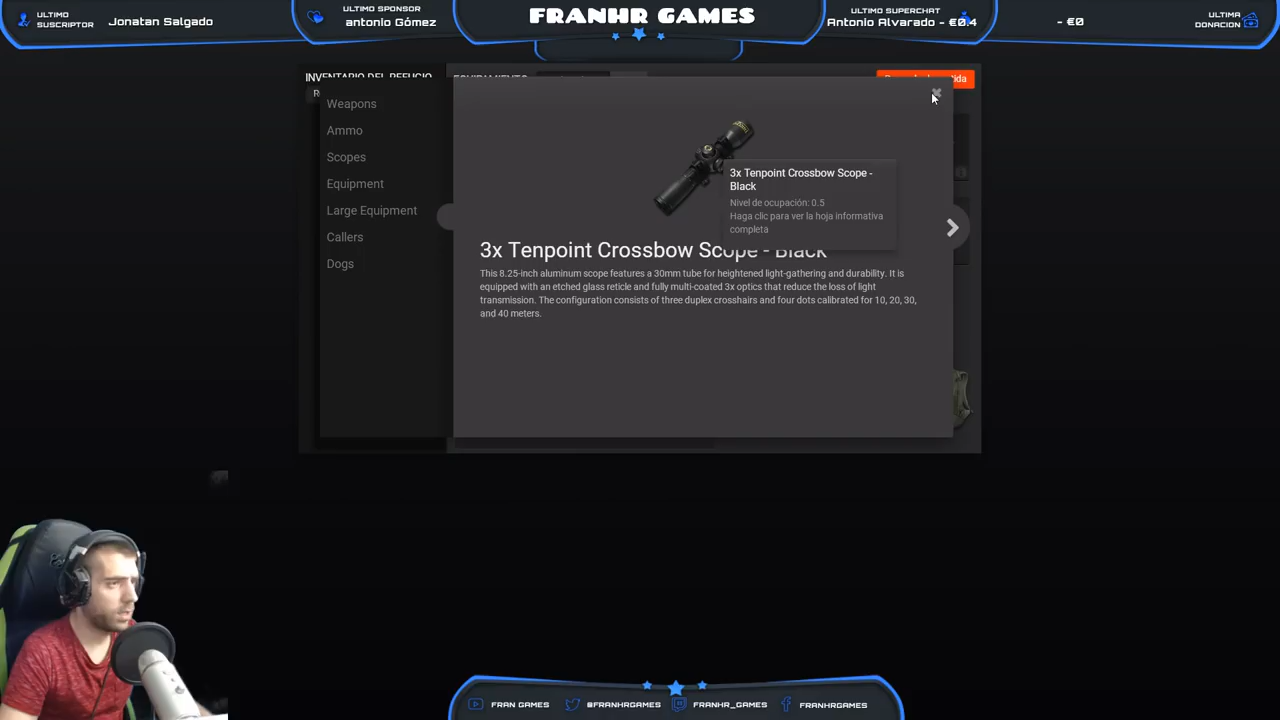 ULTIMO
SUSCRIPTOR
Jonatan Salgado
ULTIMO SPONSOR
antonio Gómez
FRANHR GAMES
ULTIMO SUPERCHAT
Antonio Alvarado - €0.4
- €0
ULTIMA
DONACION
INVENTARIO DEL REFUGIO
EQUIPAMIENTO
Weapons
Ammo
Scopes
Equipment
Large Equipment
Callers
Dogs
3x Tenpoint Crossbow Scope -
Black
Nivel de ocupación: 0.5
Haga clic para ver la hoja informativa
completa
3x Tenpoint Crossbow Scope - Black
This 8.25-inch aluminum scope features a 30mm tube for heightened light-gathering and durability. It is
equipped with an etched glass reticle and fully multi-coated 3x optics that reduce the loss of light
transmission. The configuration consists of three duplex crosshairs and four dots calibrated for 10, 20, 30,
and 40 meters.
FRAN GAMES
@FRANHRGAMES
FRANHR_GAMES
FRANHRGAMES